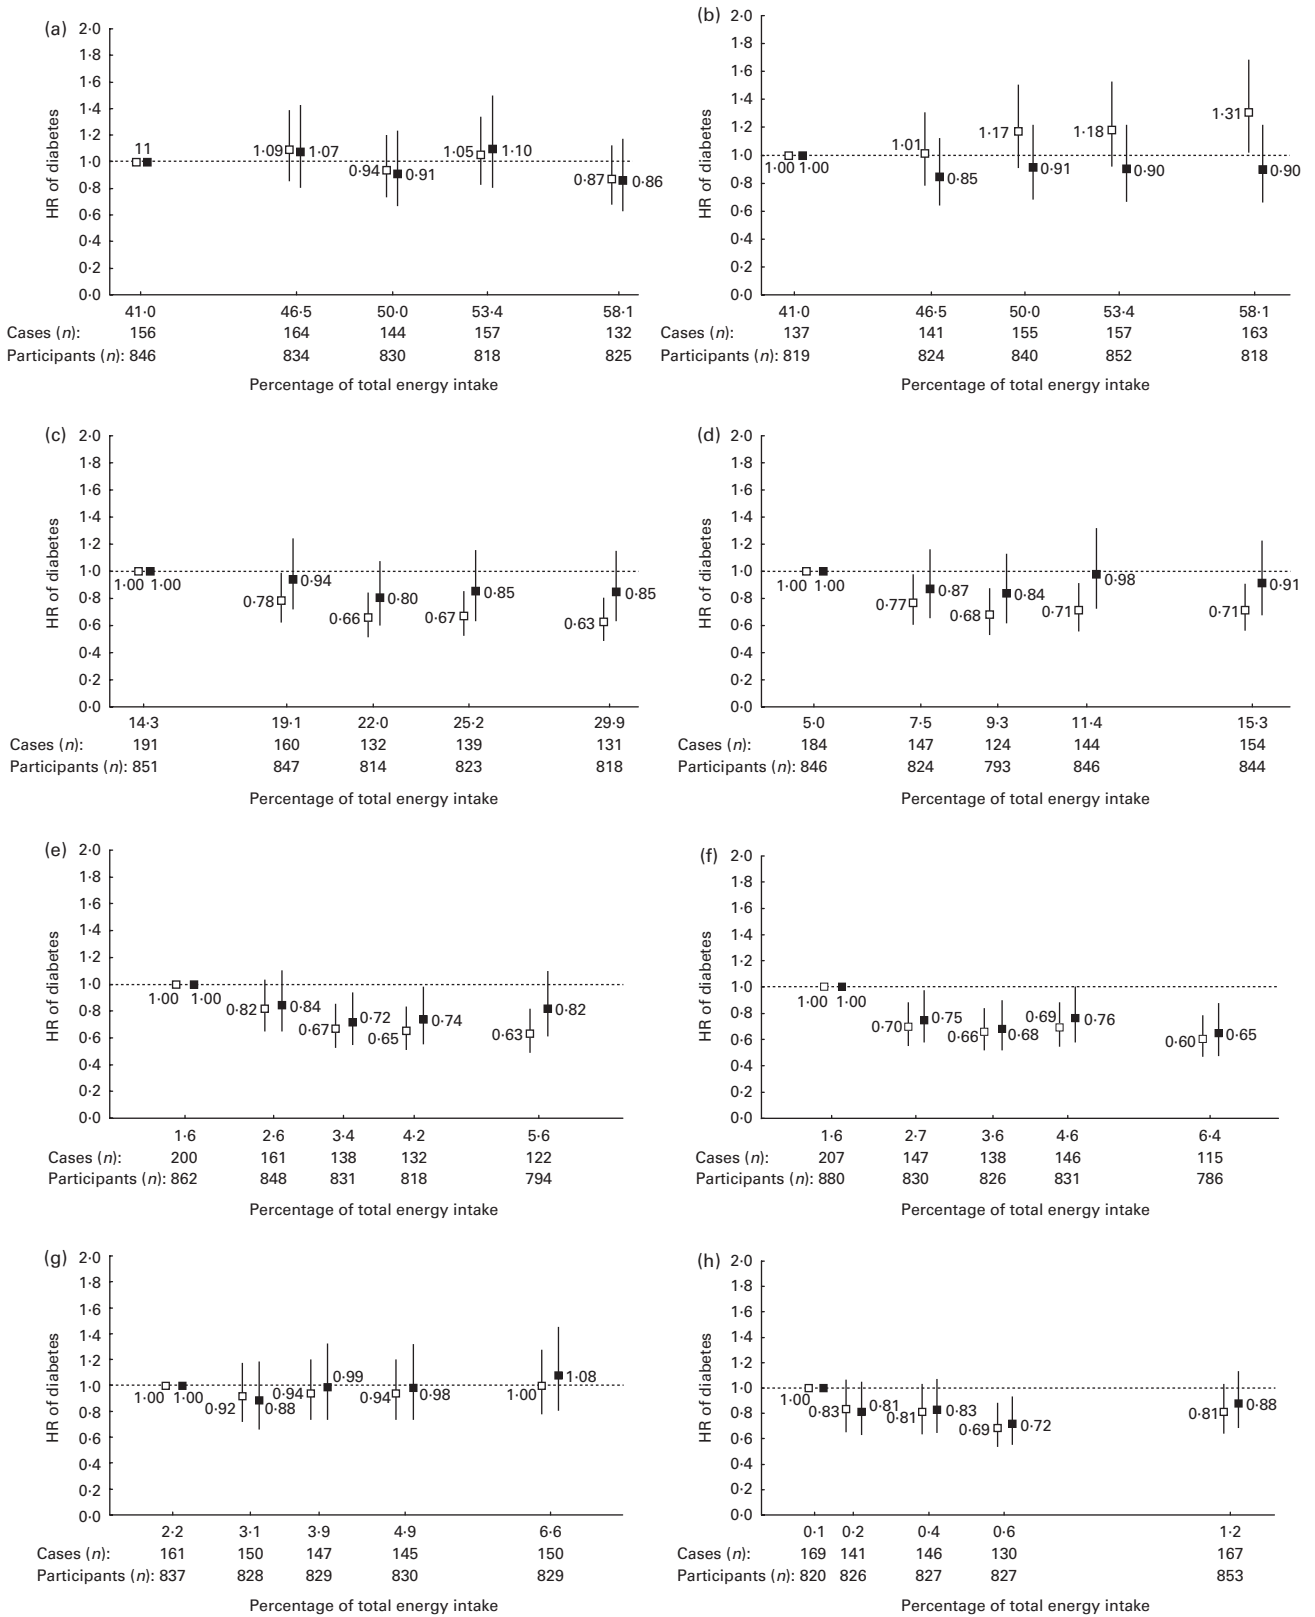 (a)
2·0
1·8
1·6
1·4
1·2
1·0
0·8
0·6
0·4
0·2
0·0
HR of diabetes
11
1·09 1·07
0·94 0·91
1·05 1·10
0·87 0·86
41·0 46·5 50·0 53·4 58·1
Cases (n): 156 164 144 157 132
Participants (n): 846 834 830 818 825
Percentage of total energy intake
(b)
2·0
1·8
1·6
1·4
1·2
1·0
0·8
0·6
0·4
0·2
0·0
HR of diabetes
1·00 1·00
1·01 0·85
1·17 0·91
1·18 0·90
1·31 0·90
41·0 46·5 50·0 53·4 58·1
Cases (n): 137 141 155 157 163
Participants (n): 819 824 840 852 818
Percentage of total energy intake
(c)
2·0
1·8
1·6
1·4
1·2
1·0
0·8
0·6
0·4
0·2
0·0
HR of diabetes
1·00 1·00
0·78 0·94
0·66 0·80
0·67 0·85
0·63 0·85
14·3 19·1 22·0 25·2 29·9
Cases (n): 191 160 132 139 131
Participants (n): 851 847 814 823 818
Percentage of total energy intake
(d)
2·0
1·8
1·6
1·4
1·2
1·0
0·8
0·6
0·4
0·2
0·0
HR of diabetes
1·00 1·00
0·77 0·87
0·68 0·84
0·71 0·98
0·71 0·91
5·0 7·5 9·3 11·4 15·3
Cases (n): 184 147 124 144 154
Participants (n): 846 824 793 846 844
Percentage of total energy intake
(e)
2·0
1·8
1·6
1·4
1·2
1·0
0·8
0·6
0·4
0·2
0·0
HR of diabetes
1·00 1·00
0·82 0·84
0·67 0·72
0·65 0·74
0·63 0·82
1·6 2·6 3·4 4·2 5·6
Cases (n): 200 161 138 132 122
Participants (n): 862 848 831 818 794
Percentage of total energy intake
(f)
2·0
1·8
1·6
1·4
1·2
1·0
0·8
0·6
0·4
0·2
0·0
HR of diabetes
1·00 1·00
0·70 0·75
0·66 0·68
0·69 0·76
0·60 0·65
1·6 2·7 3·6 4·6 6·4
Cases (n): 207 147 138 146 115
Participants (n): 880 830 826 831 786
Percentage of total energy intake
(g)
2·0
1·8
1·6
1·4
1·2
1·0
0·8
0·6
0·4
0·2
0·0
HR of diabetes
1·00 1·00
0·92 0·88
0·94 0·99
0·94 0·98
1·00 1·08
2·2 3·1 3·9 4·9 6·6
Cases (n): 161 150 147 145 150
Participants (n): 837 828 829 830 829
Percentage of total energy intake
(h)
2·0
1·8
1·6
1·4
1·2
1·0
0·8
0·6
0·4
0·2
0·0
HR of diabetes
1·00
0·83 0·81
0·81 0·83
0·69 0·72
0·81 0·88
0·1 0·2 0·4 0·6 1·2
Cases (n): 169 141 146 130 167
Participants (n): 820 826 827 827 853
Percentage of total energy intake